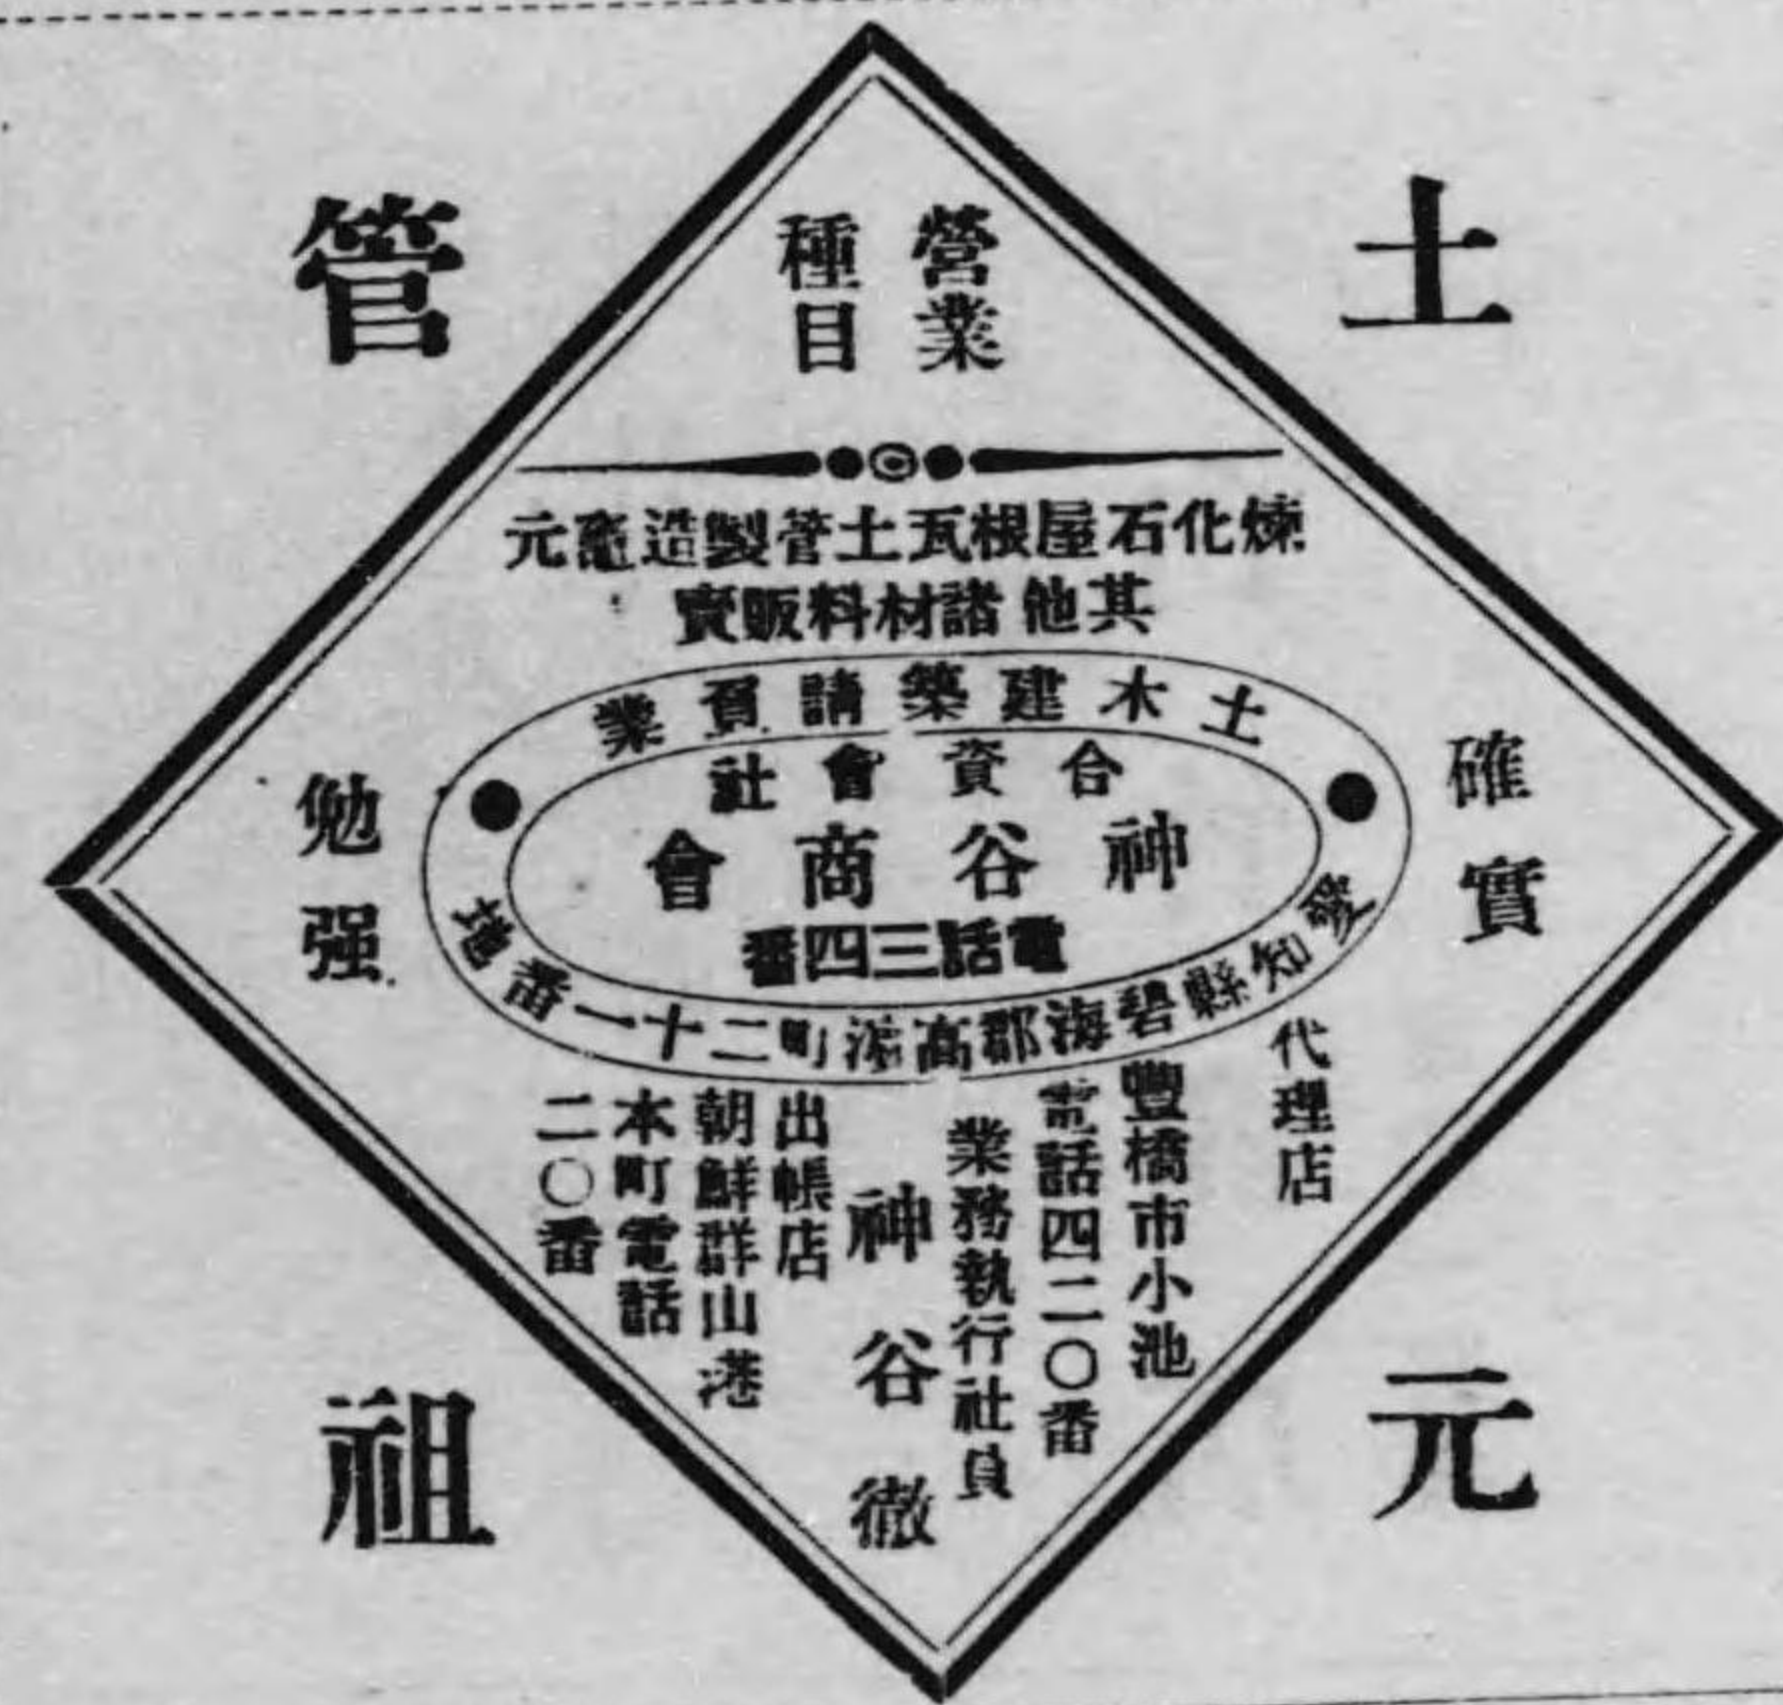 土管
元祖
營業
種目
煉化石屋根瓦土管製造竈元
其他諸材料販賣
土木建築請負業
合資會社
神谷商會
電話三四番
愛知縣碧海郡高濱町二十一番地
確實
勉强
代理店
豐橋市小池
電話四二〇番
業務執行社員
神谷徹
出帳店
朝鮮群山港
本町電話
二〇番